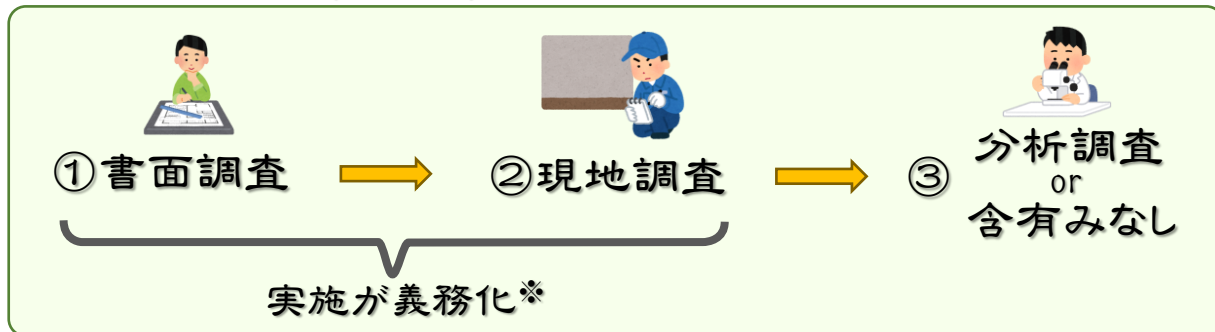 ①書面調査
②現地調査
③
分析調査
or
含有みなし
実施が義務化※